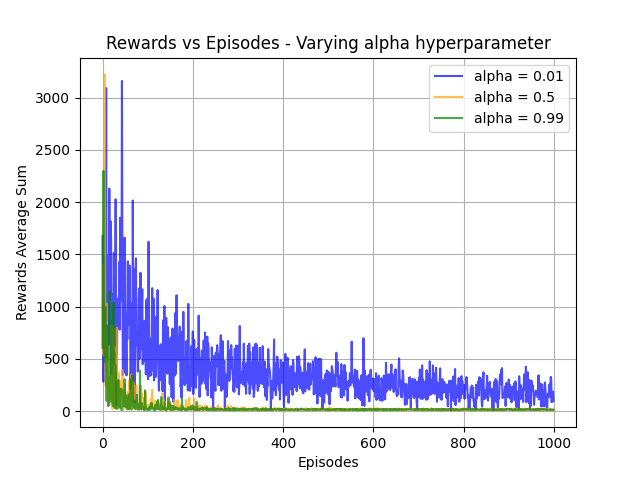 Rewards vs Episodes - Varying alpha hyperparameter
alpha = 0.01
alpha = 0.5
alpha = 0.99
Rewards Average Sum
3000
2500
2000
1500
1000
500
0
0 200 400 600 800 1000
Episodes